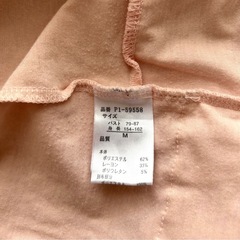 品番 P1-S9558
サイズ
バスト 79-87
身長 154-162
M
品質
本体
ポリエステル 62%
レーヨン 33%
ポリウレタン 5%